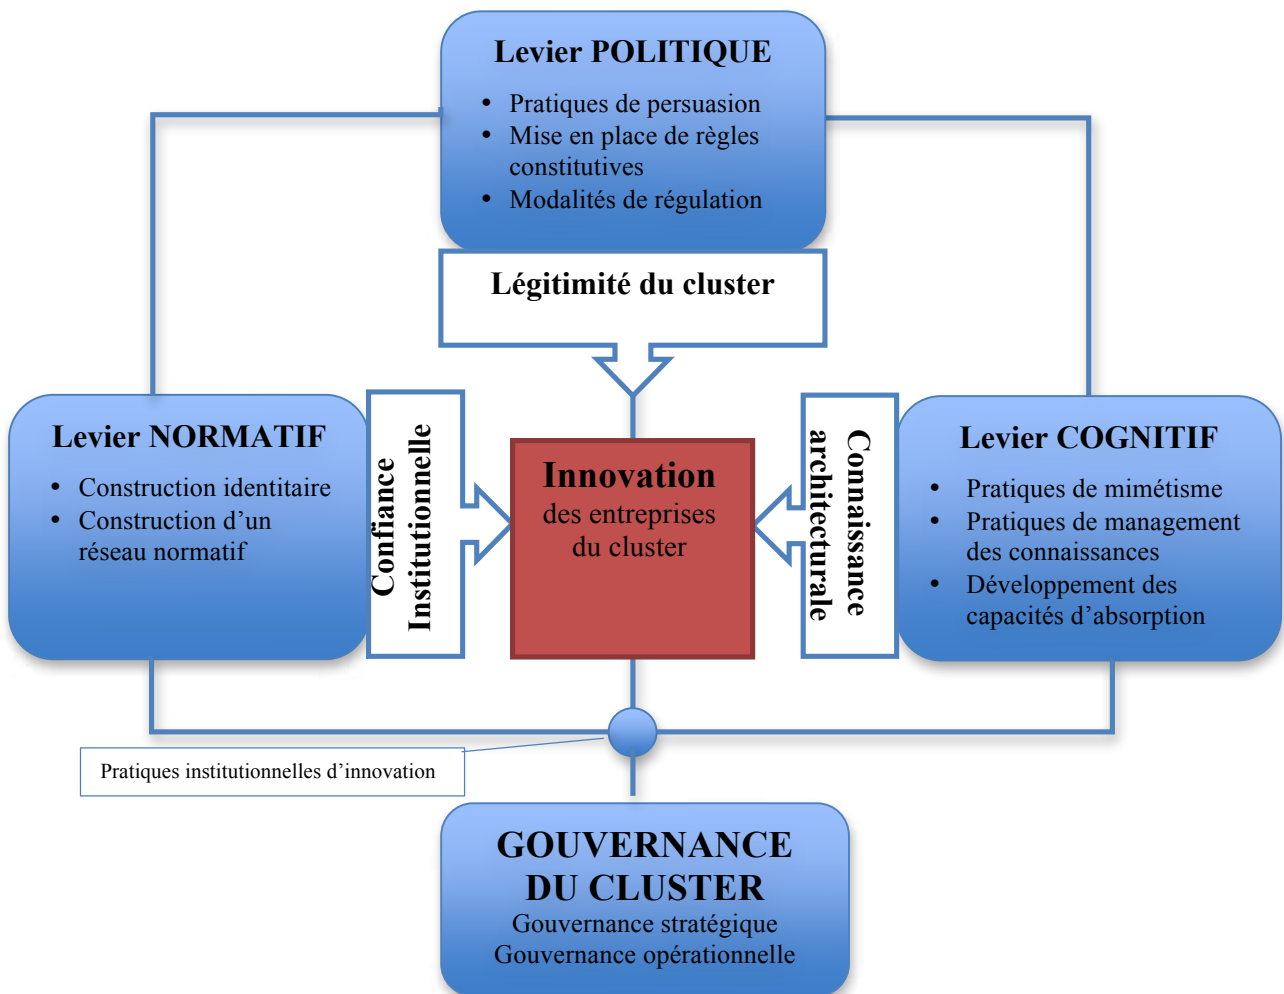 Levier POLITIQUE
• Pratiques de persuasion
• Mise en place de règles
constitutives
• Modalités de régulation
Légitimité du cluster
Levier NORMATIF
• Construction identitaire
• Construction d’un
réseau normatif
Confiance
Institutionnelle
Innovation
des entreprises
du cluster
Connaissance
architecturale
Levier COGNITIF
• Pratiques de mimétisme
• Pratiques de management
des connaissances
• Développement des
capacités d’absorption
Pratiques institutionnelles d’innovation
GOUVERNANCE
DU CLUSTER
Gouvernance stratégique
Gouvernance opérationnelle